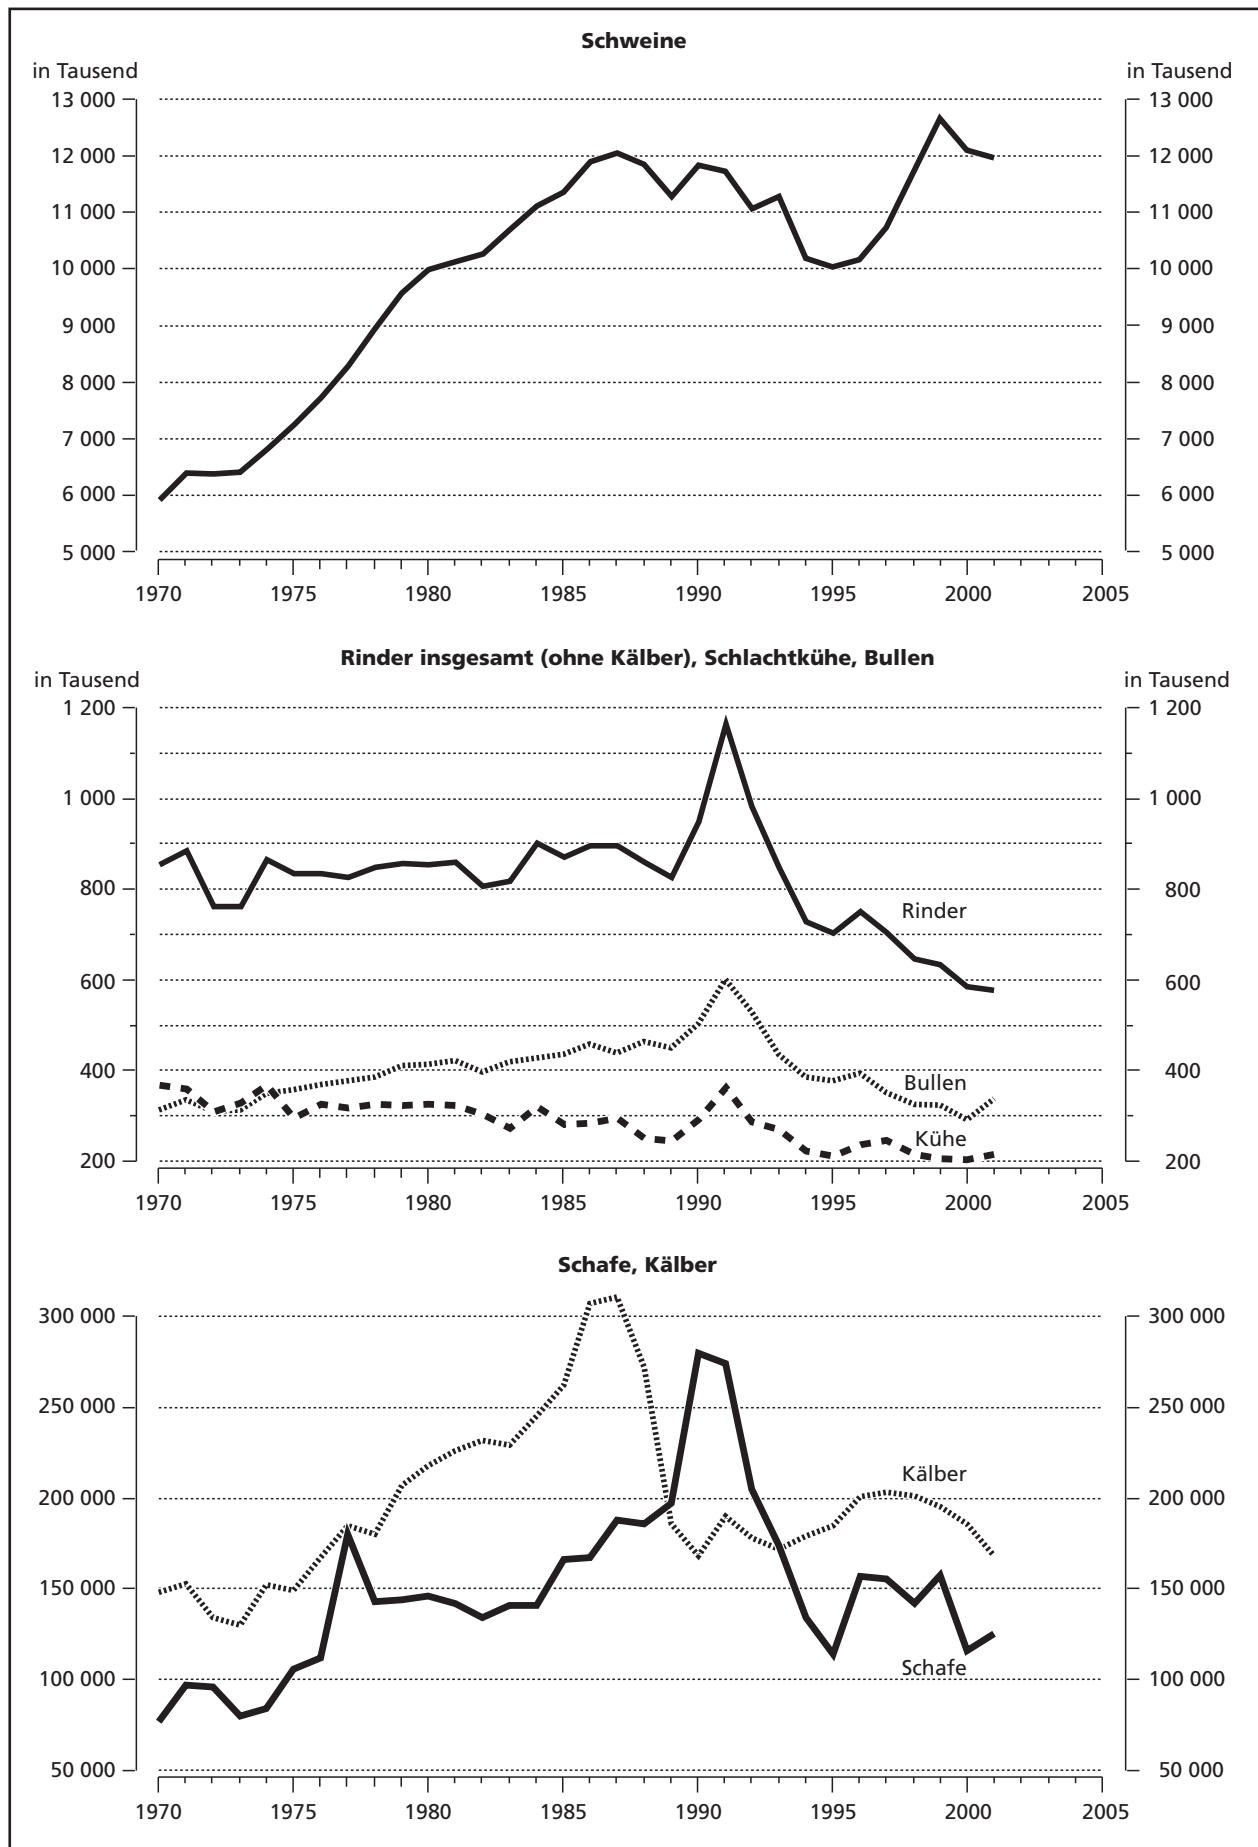 Schweine
in Tausend in Tausend
13 000 13 000
12 000 12 000
11 000 11 000
10 000 10 000
9 000 9 000
8 000 8 000
7 000 7 000
6 000 6 000
5 000 5 000
1970 1975 1980 1985 1990 1995 2000 2005
Rinder insgesamt (ohne Kälber), Schlachtkühe, Bullen
in Tausend in Tausend
1 200 1 200
1 000 1 000
800 800
Rinder
600 600
400 400
Bullen
Kühe
200 200
1970 1975 1980 1985 1990 1995 2000 2005
Schafe, Kälber
300 000 300 000
250 000 250 000
Kälber
200 000 200 000
150 000 150 000
Schafe
100 000 100 000
50 000 50 000
1970 1975 1980 1985 1990 1995 2000 2005